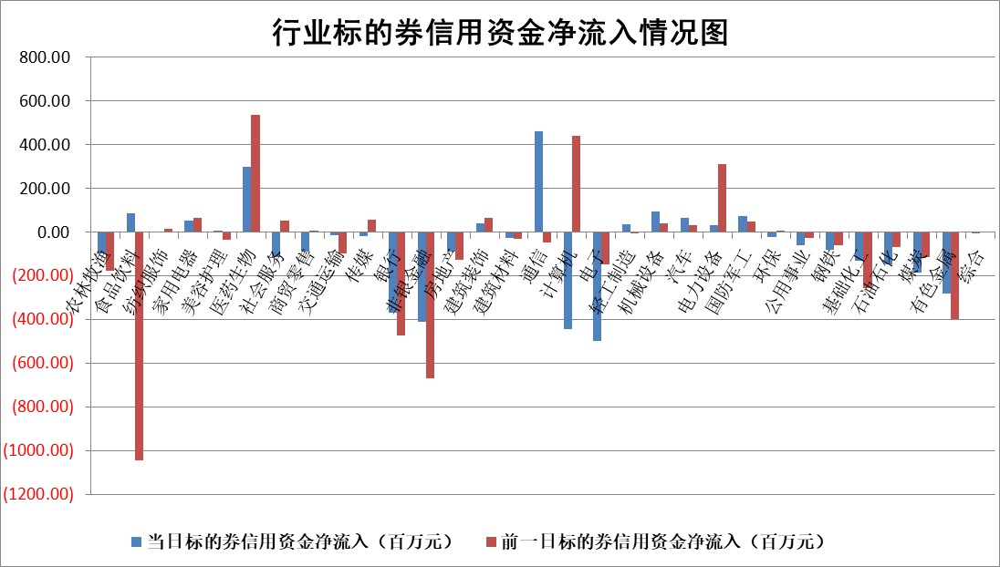 行业标的券信用资金净流入情况图
800.00
600.00
400.00
200.00
0.00
(200.00)
(400.00)
(600.00)
(800.00)
(1000.00)
(1200.00)
农林牧渔
食品饮料
纺织服饰
家用电器
美容护理
医药生物
社会服务
商贸零售
交通运输
传媒
银行
非银金融
房地产
建筑装饰
建筑材料
通信
计算机
电子
轻工制造
机械设备
汽车
电力设备
国防军工
环保
公用事业
钢铁
基础化工
石油石化
煤炭
有色金属
综合
当日标的券信用资金净流入（百万元）
前一日标的券信用资金净流入（百万元）